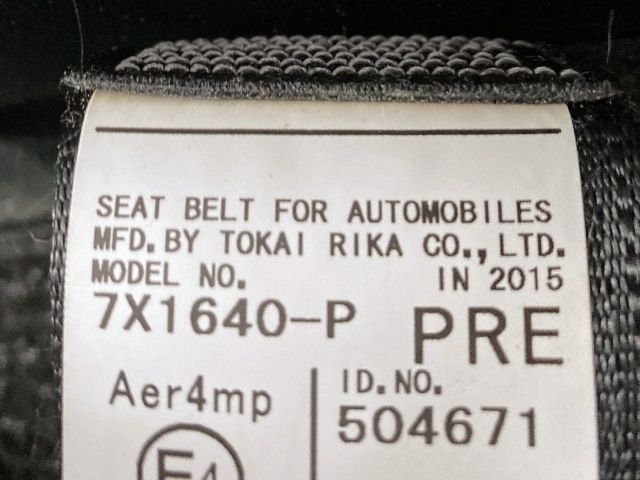 SEAT BELT FOR AUTOMOBILES
MFD. BY TOKAI RIKA CO., LTD.
MODEL NO. IN 2015
7X1640-P PRE
Aer4mp ID. NO.
504671
E4